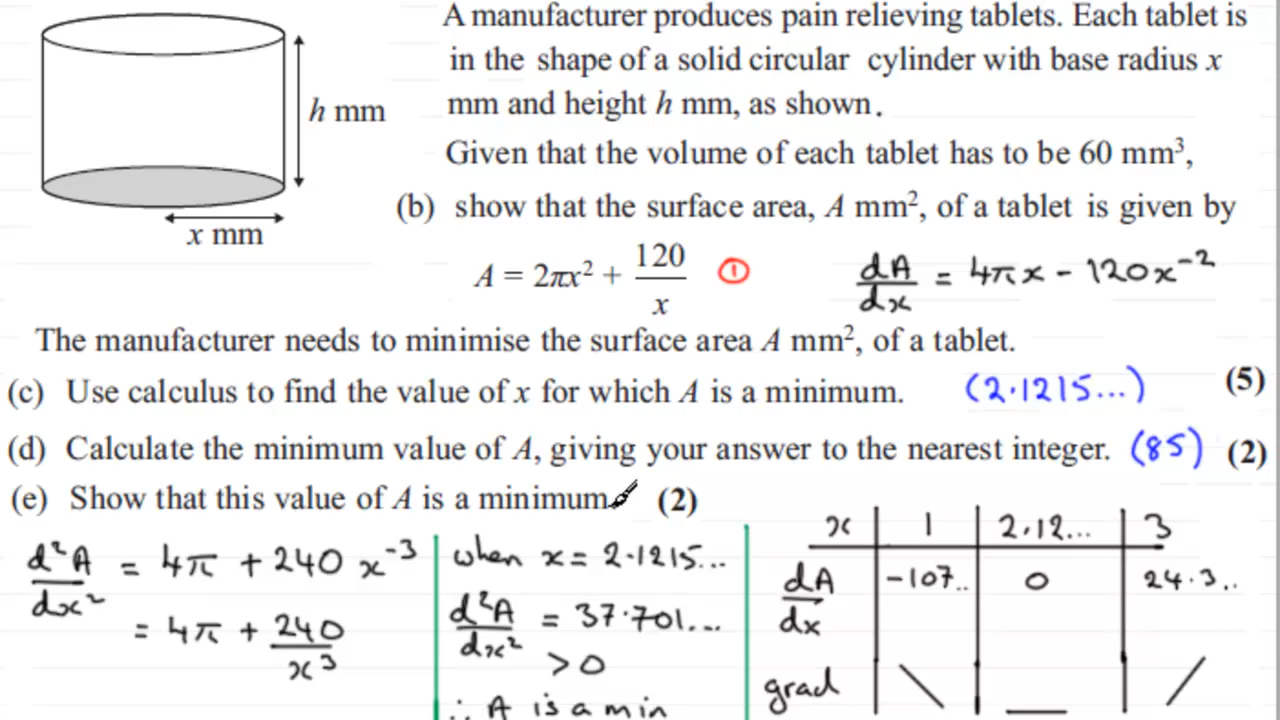 A manufacturer produces pain relieving tablets. Each tablet is
in the shape of a solid circular cylinder with base radius x
mm and height h mm, as shown.
h mm
Given that the volume of each tablet has to be 60 mm³,
x mm
(b) show that the surface area, A mm², of a tablet is given by
A = 2πx² + 120/x ①
dA/dx = 4πx - 120x⁻²
The manufacturer needs to minimise the surface area A mm², of a tablet.
(c) Use calculus to find the value of x for which A is a minimum. (2.1215...) (5)
(d) Calculate the minimum value of A, giving your answer to the nearest integer. (85) (2)
(e) Show that this value of A is a minimum (2)
d²A/dx² = 4π + 240x⁻³
= 4π + 240/x³
when x = 2.1215...
d²A/dx² = 37.701...
> 0
∴ A is a min
x 1 2.12... 3
dA/dx -107.. 0 24.3..
grad \ _ /